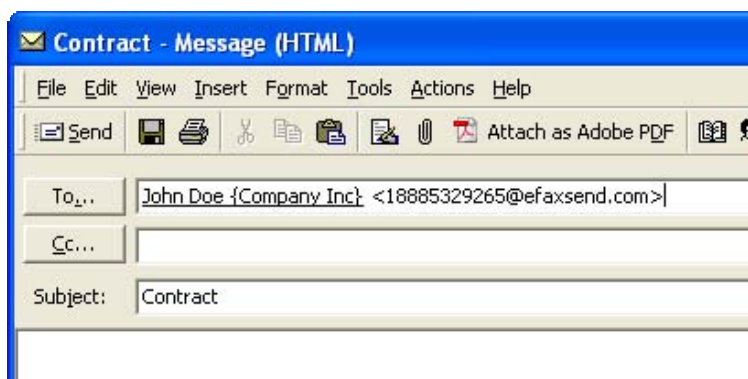 Contract - Message (HTML)
File Edit View Insert Format Tools Actions Help
Send Attach as Adobe PDF
To... John Doe {Company Inc} <18885329265@efaxsend.com>
Cc...
Subject: Contract